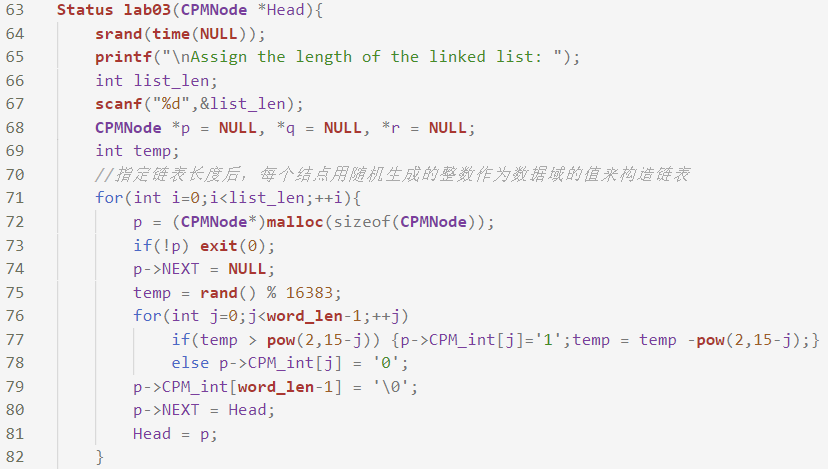 63 Status lab03(CPMNode *Head){
64 srand(time(NULL));
65 printf("\nAssign the length of the linked list: ");
66 int list_len;
67 scanf("%d",&list_len);
68 CPMNode *p = NULL, *q = NULL, *r = NULL;
69 int temp;
70 //指定链表长度后，每个结点用随机生成的整数作为数据域的值来构造链表
71 for(int i=0;i<list_len;++i){
72 p = (CPMNode*)malloc(sizeof(CPMNode));
73 if(!p) exit(0);
74 p->NEXT = NULL;
75 temp = rand() % 16383;
76 for(int j=0;j<word_len-1;++j)
77 if(temp > pow(2,15-j)) {p->CPM_int[j]='1';temp = temp -pow(2,15-j);}
78 else p->CPM_int[j] = '0';
79 p->CPM_int[word_len-1] = '\0';
80 p->NEXT = Head;
81 Head = p;
82 }